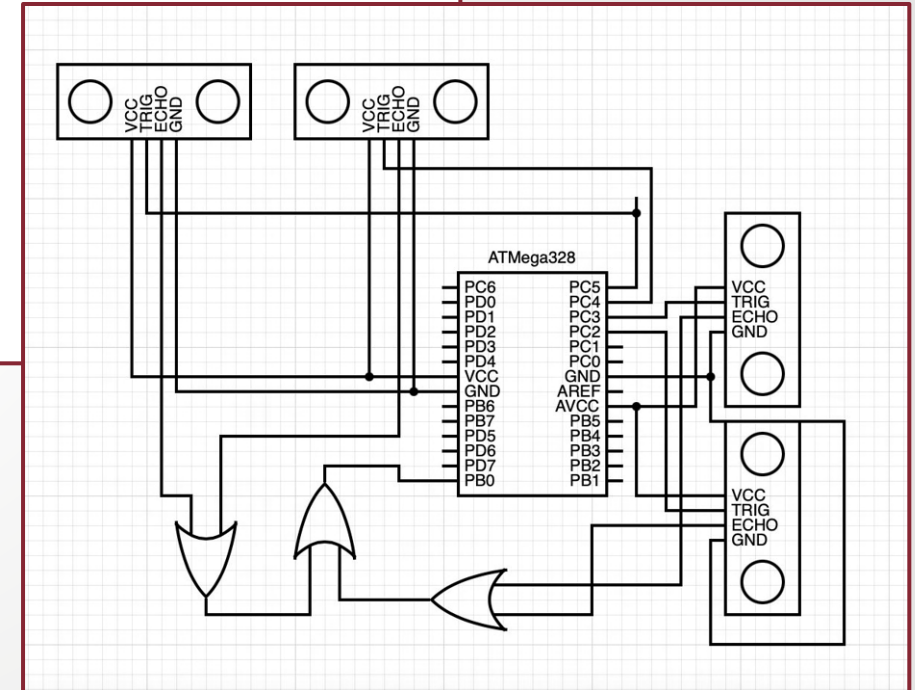 VCC
TRIG
ECHO
GND
VCC
TRIG
ECHO
GND
ATMega328
PC6
PD0
PD1
PD2
PD3
PD4
VCC
GND
PB6
PB7
PD5
PD6
PD7
PB0
PC5
PC4
PC3
PC2
PC1
PC0
GND
AREF
AVCC
PB5
PB4
PB3
PB2
PB1
VCC
TRIG
ECHO
GND
VCC
TRIG
ECHO
GND